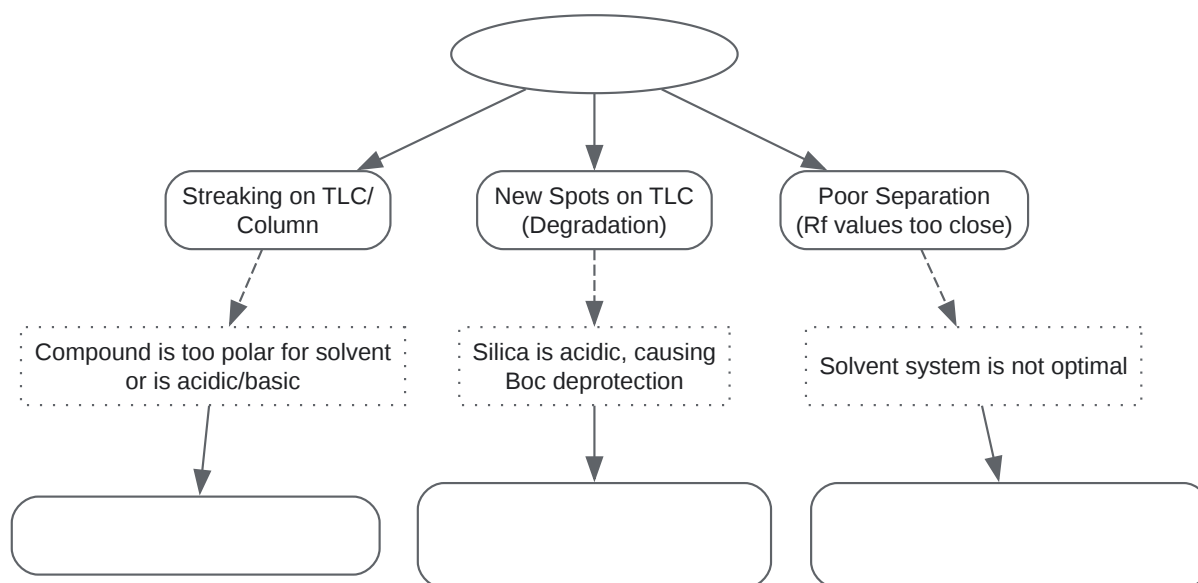 Streaking on TLC/
Column
New Spots on TLC
(Degradation)
Poor Separation
(Rf values too close)
Compound is too polar for solvent
or is acidic/basic
Silica is acidic, causing
Boc deprotection
Solvent system is not optimal